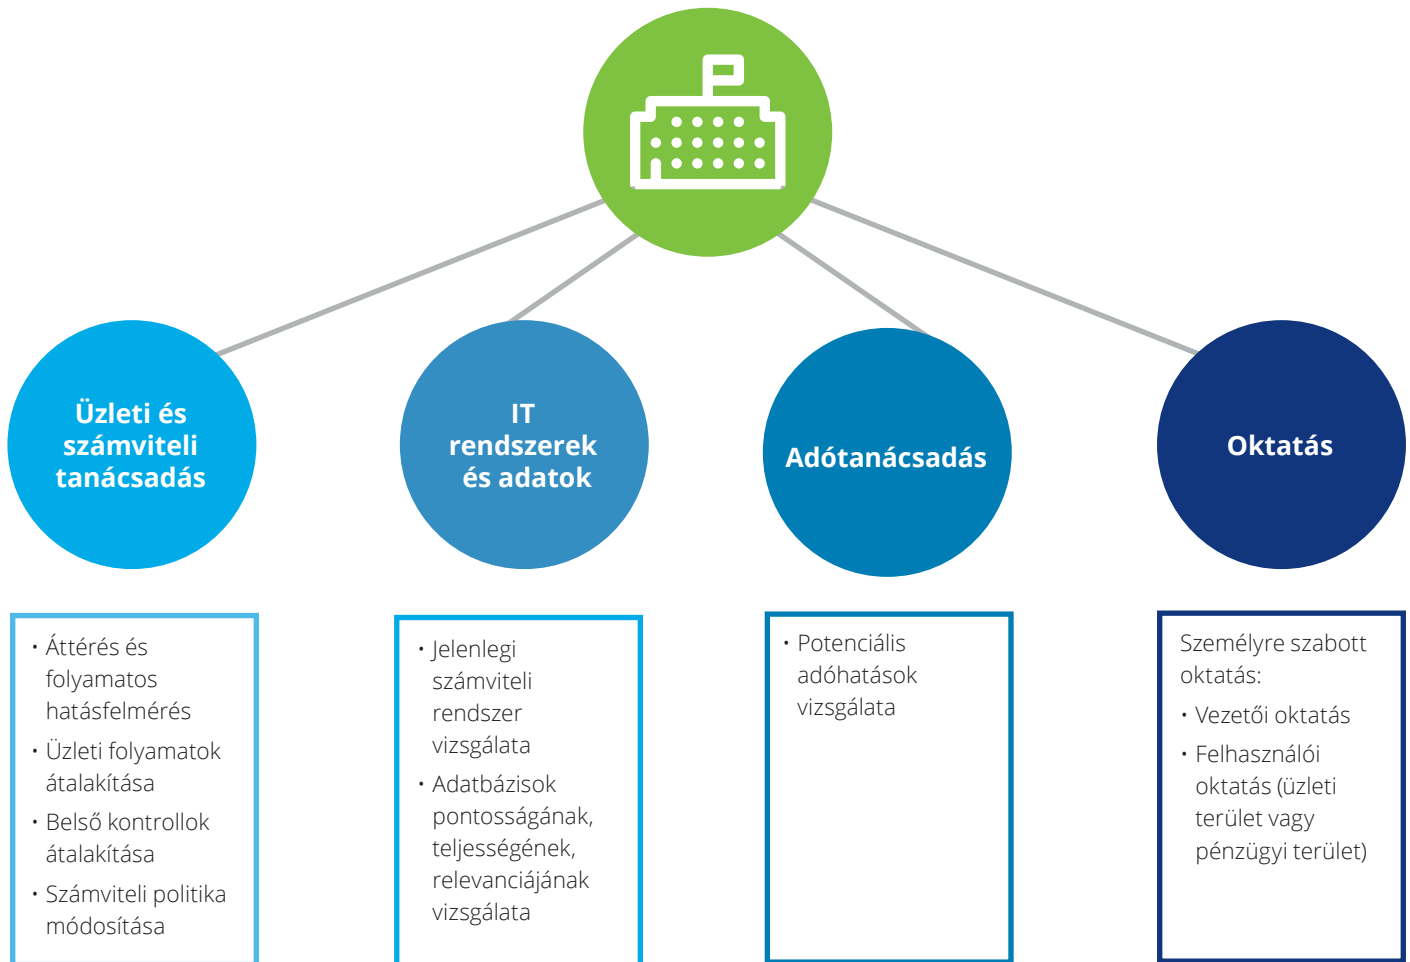 Üzleti és
számviteli
tanácsadás
IT
rendszerek
és adatok
Adótanácsadás
Oktatás
· Áttérés és
folyamatos
hatásfelmérés
· Üzleti folyamatok
átalakítása
· Belső kontrollok
átalakítása
· Számviteli politika
módosítása
· Jelenlegi
számviteli
rendszer
vizsgálata
· Adatbázisok
pontosságának,
teljességének,
relevanciájának
vizsgálata
· Potenciális
adóhatások
vizsgálata
Személyre szabott
oktatás:
· Vezetői oktatás
· Felhasználói
oktatás (üzleti
terület vagy
pénzügyi terület)